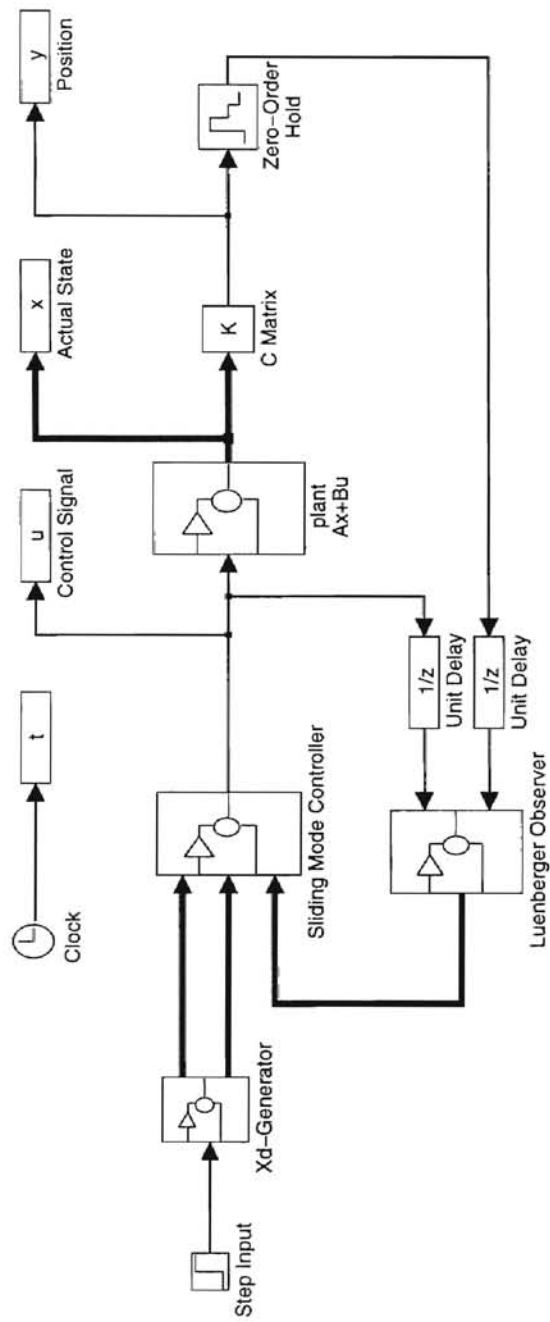 Clock
t
u
Control Signal
x
Actual State
y
Position
Step Input
Xd-Generator
Sliding Mode Controller
plant
Ax+Bu
K
C Matrix
Zero-Order
Hold
1/z
Unit Delay
1/z
Unit Delay
Luenberger Observer